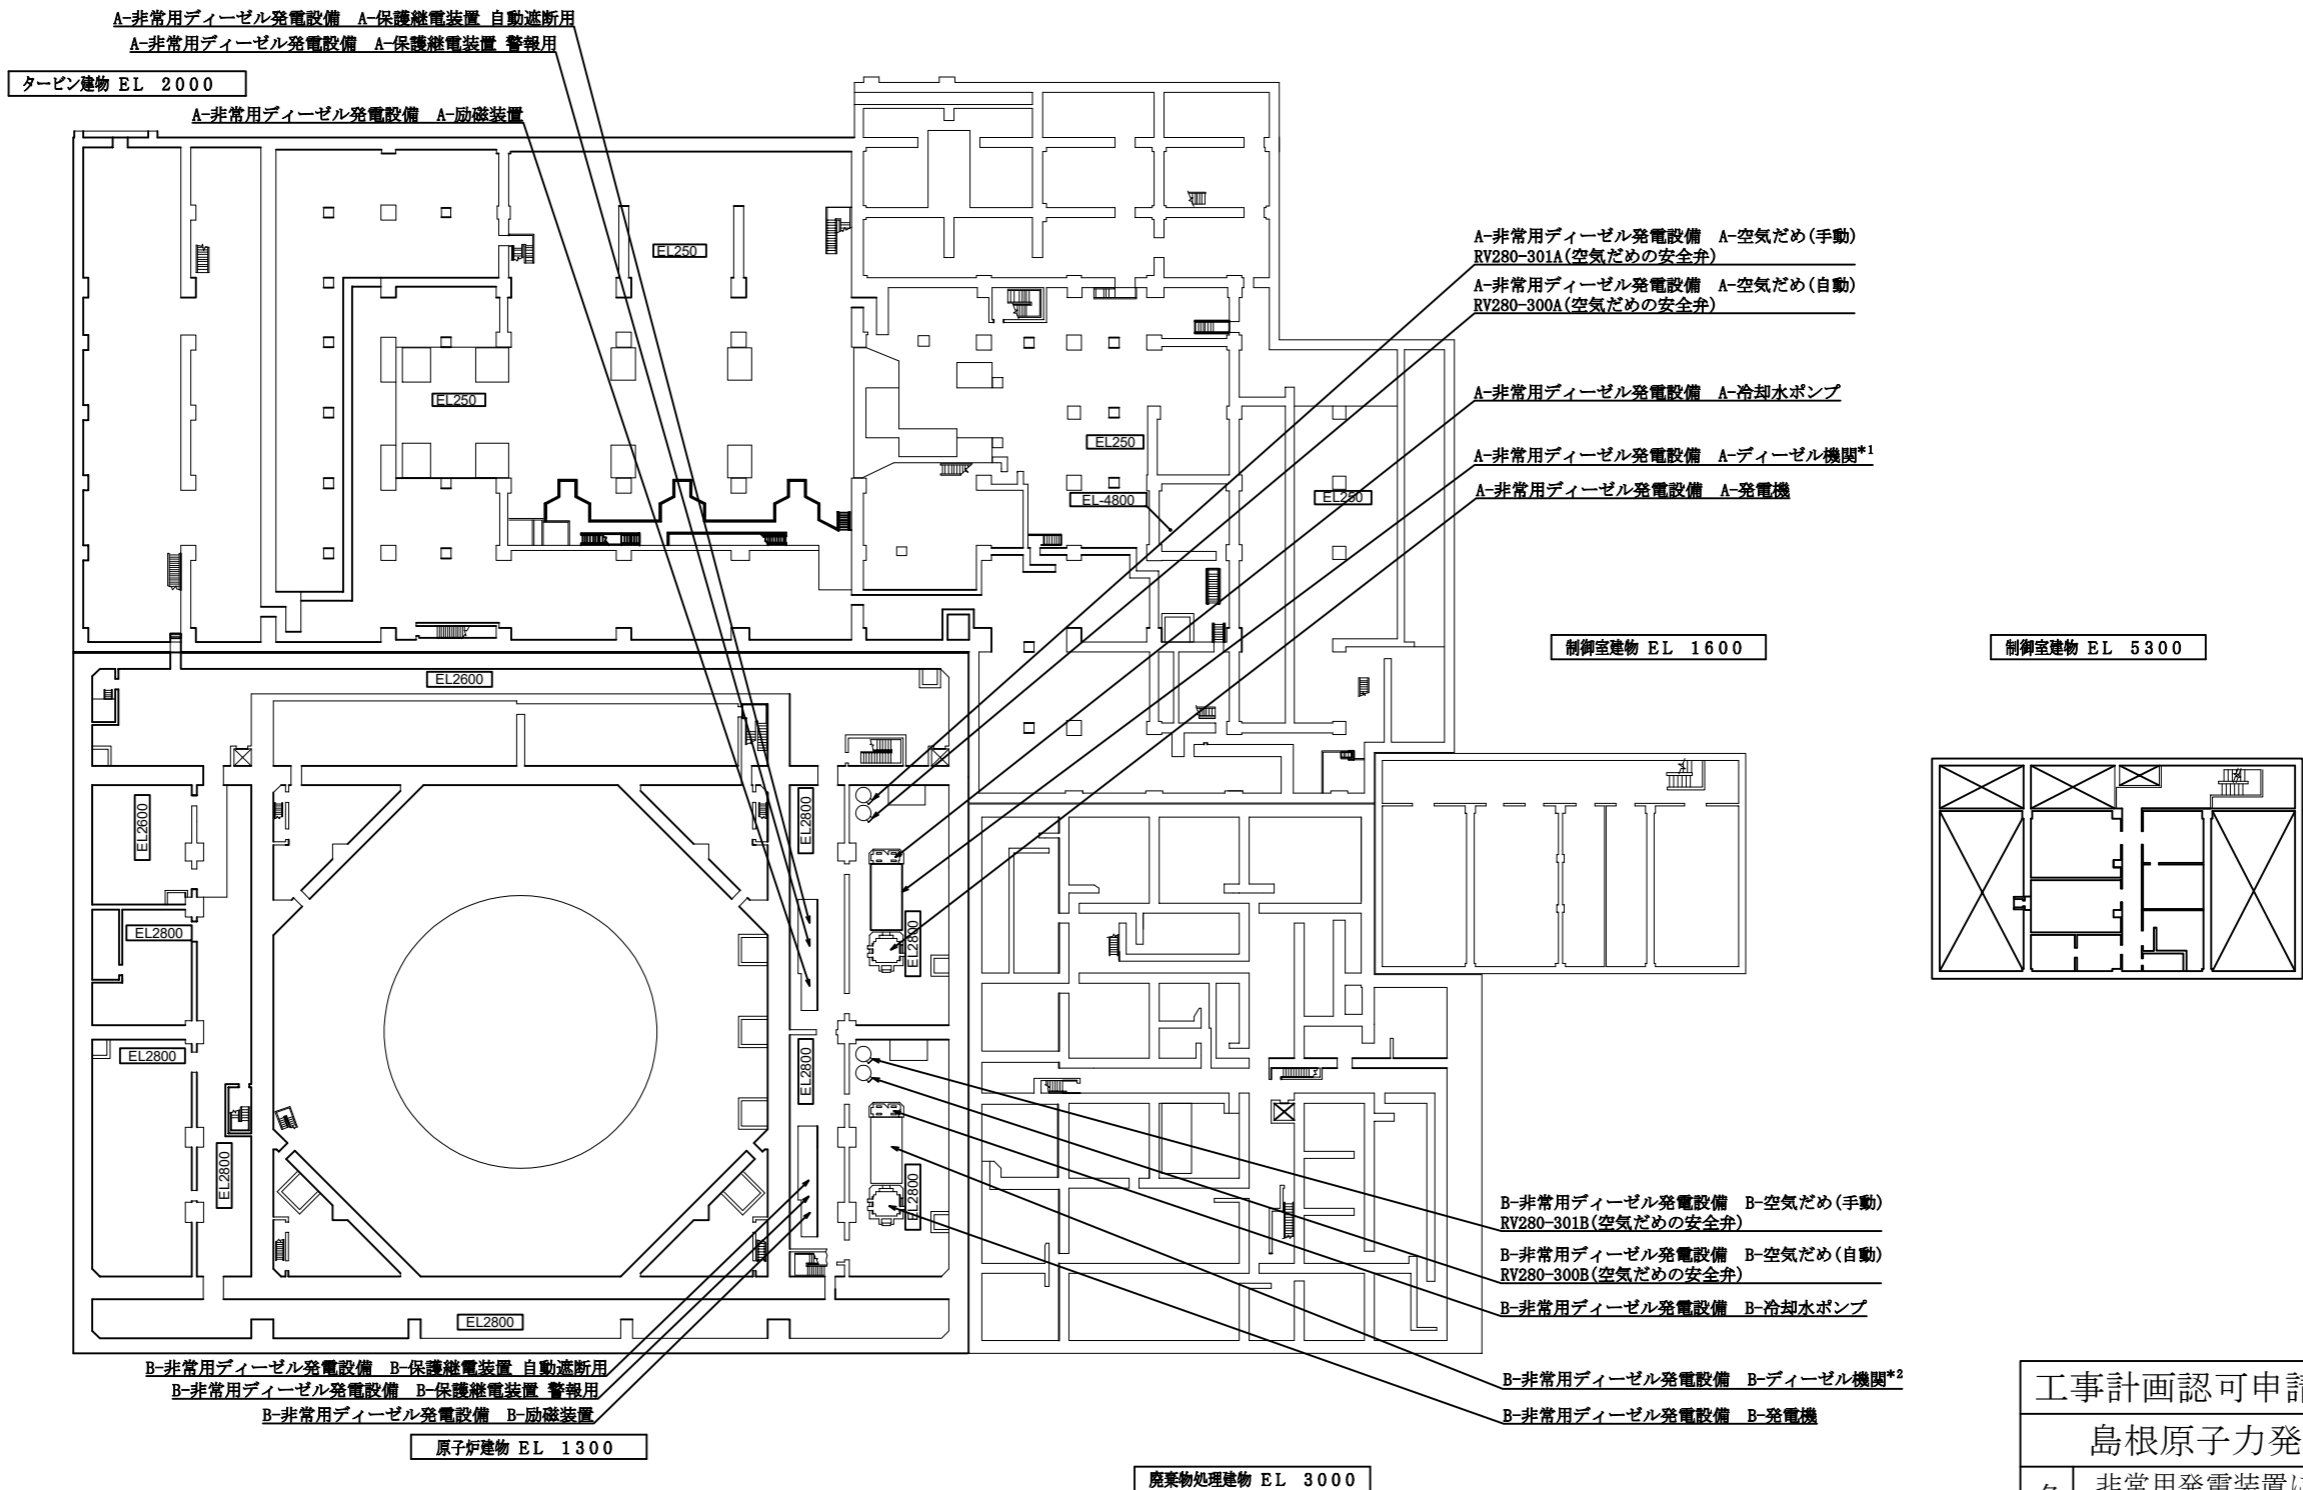 A-非常用ディーゼル発電設備 A-保護継電装置 自動遮断用
A-非常用ディーゼル発電設備 A-保護継電装置 警報用
タービン建物 EL 2000
A-非常用ディーゼル発電設備 A-励磁装置
A-非常用ディーゼル発電設備 A-空気だめ(手動)
RV280-301A(空気だめの安全弁)
A-非常用ディーゼル発電設備 A-空気だめ(自動)
RV280-300A(空気だめの安全弁)
A-非常用ディーゼル発電設備 A-冷却水ポンプ
A-非常用ディーゼル発電設備 A-ディーゼル機関*1
A-非常用ディーゼル発電設備 A-発電機
EL250
EL250
EL250
EL-4800
EL250
制御室建物 EL 1600
制御室建物 EL 5300
EL2600
EL2600
EL2800
EL2800
EL2800
EL2800
EL2800
EL2800
EL2800
EL2800
EL2800
B-非常用ディーゼル発電設備 B-空気だめ(手動)
RV280-301B(空気だめの安全弁)
B-非常用ディーゼル発電設備 B-空気だめ(自動)
RV280-300B(空気だめの安全弁)
B-非常用ディーゼル発電設備 B-冷却水ポンプ
B-非常用ディーゼル発電設備 B-ディーゼル機関*2
B-非常用ディーゼル発電設備 B-発電機
B-非常用ディーゼル発電設備 B-保護継電装置 自動遮断用
B-非常用ディーゼル発電設備 B-保護継電装置 警報用
B-非常用ディーゼル発電設備 B-励磁装置
原子炉建物 EL 1300
廃棄物処理建物 EL 3000
工事計画認可申請
島根原子力発
非常用発電装置に